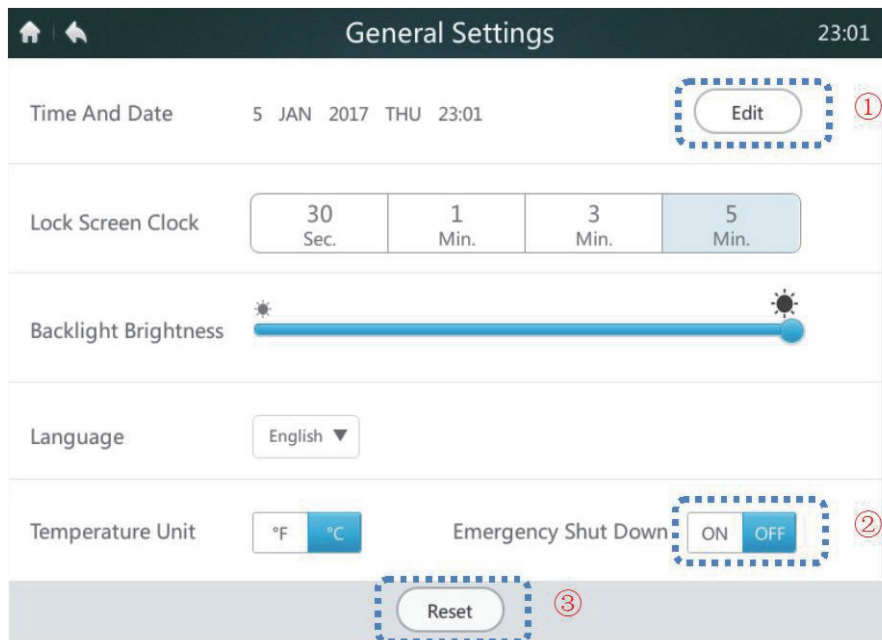 General Settings 23:01
Time And Date 5 JAN 2017 THU 23:01 Edit ①
Lock Screen Clock 30 Sec. 1 Min. 3 Min. 5 Min.
Backlight Brightness
Language English ▼
Temperature Unit °F °C Emergency Shut Down ON OFF ②
Reset ③